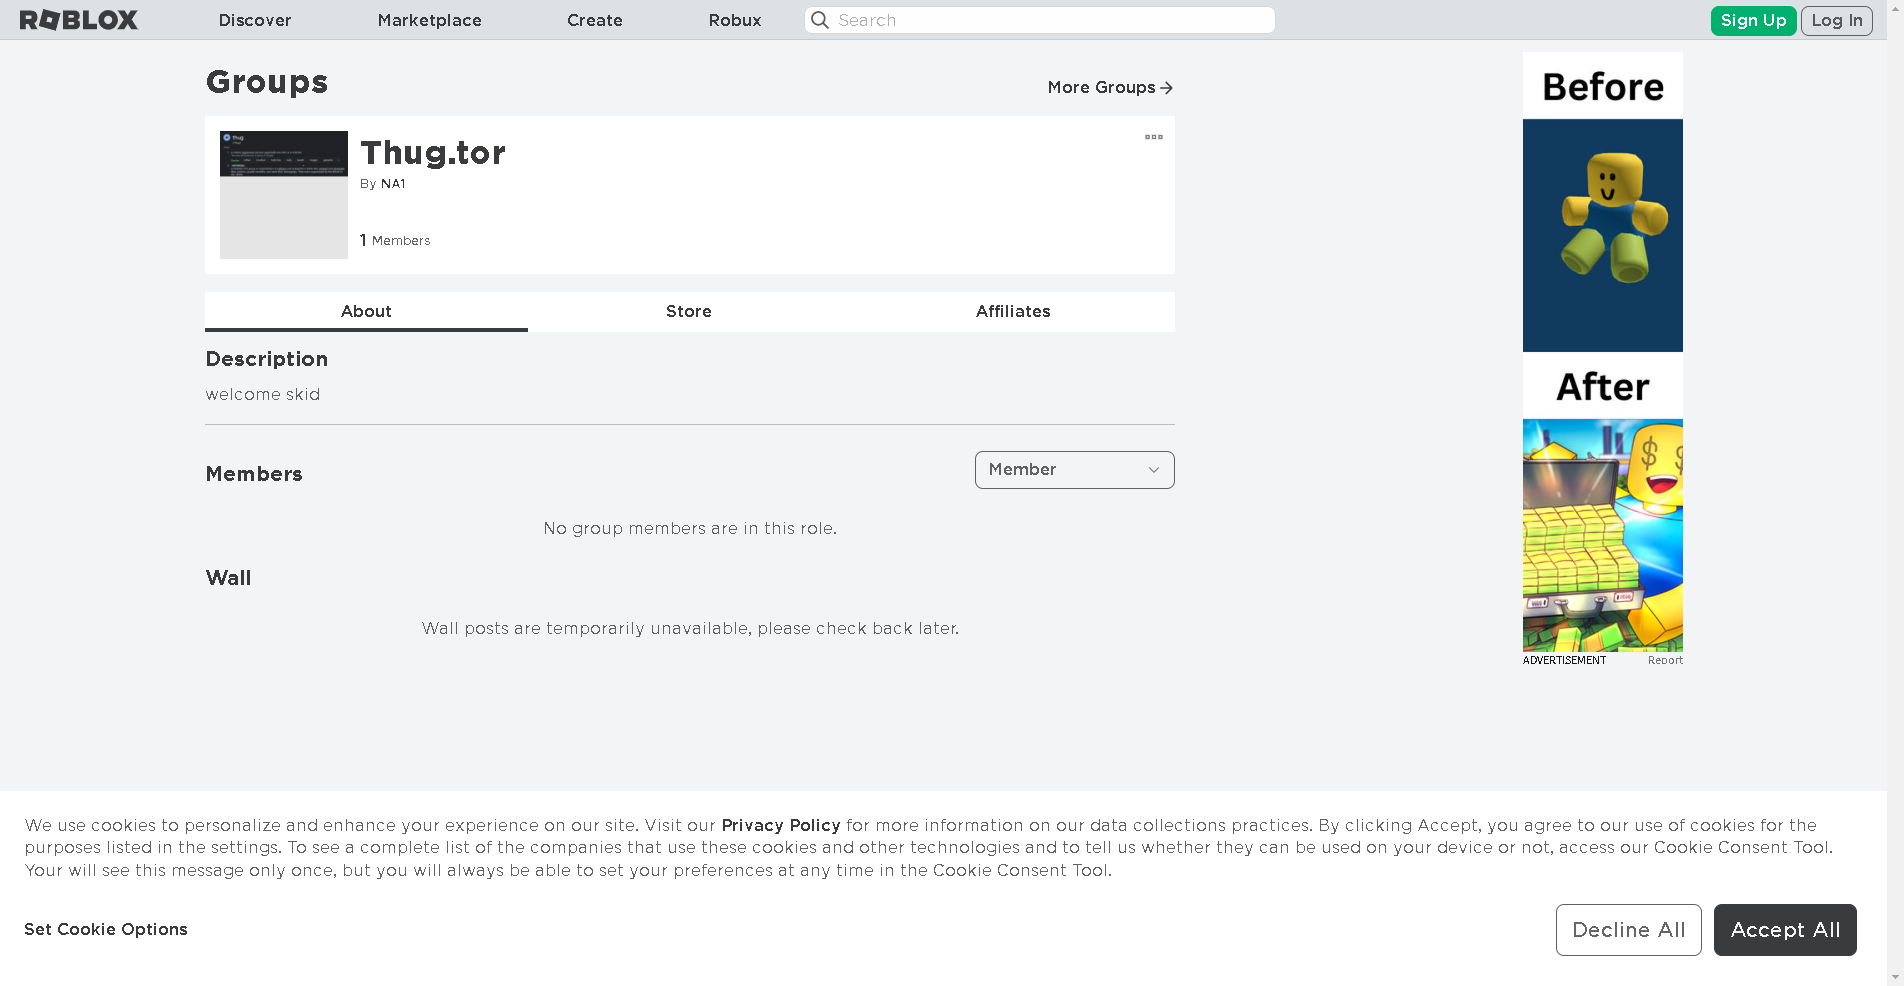 ROBLOX
Discover
Marketplace
Create
Robux
Search
Sign Up
Log In
Groups
More Groups
Thug.tor
By NA1
1 Members
About
Store
Affiliates
Description
welcome skid
Members
Member
No group members are in this role.
Wall
Wall posts are temporarily unavailable, please check back later.
Before
After
ADVERTISEMENT
Report
We use cookies to personalize and enhance your experience on our site. Visit our Privacy Policy for more information on our data collections practices. By clicking Accept, you agree to our use of cookies for the
purposes listed in the settings. To see a complete list of the companies that use these cookies and other technologies and to tell us whether they can be used on your device or not, access our Cookie Consent Tool.
Your will see this message only once, but you will always be able to set your preferences at any time in the Cookie Consent Tool.
Set Cookie Options
Decline All
Accept All